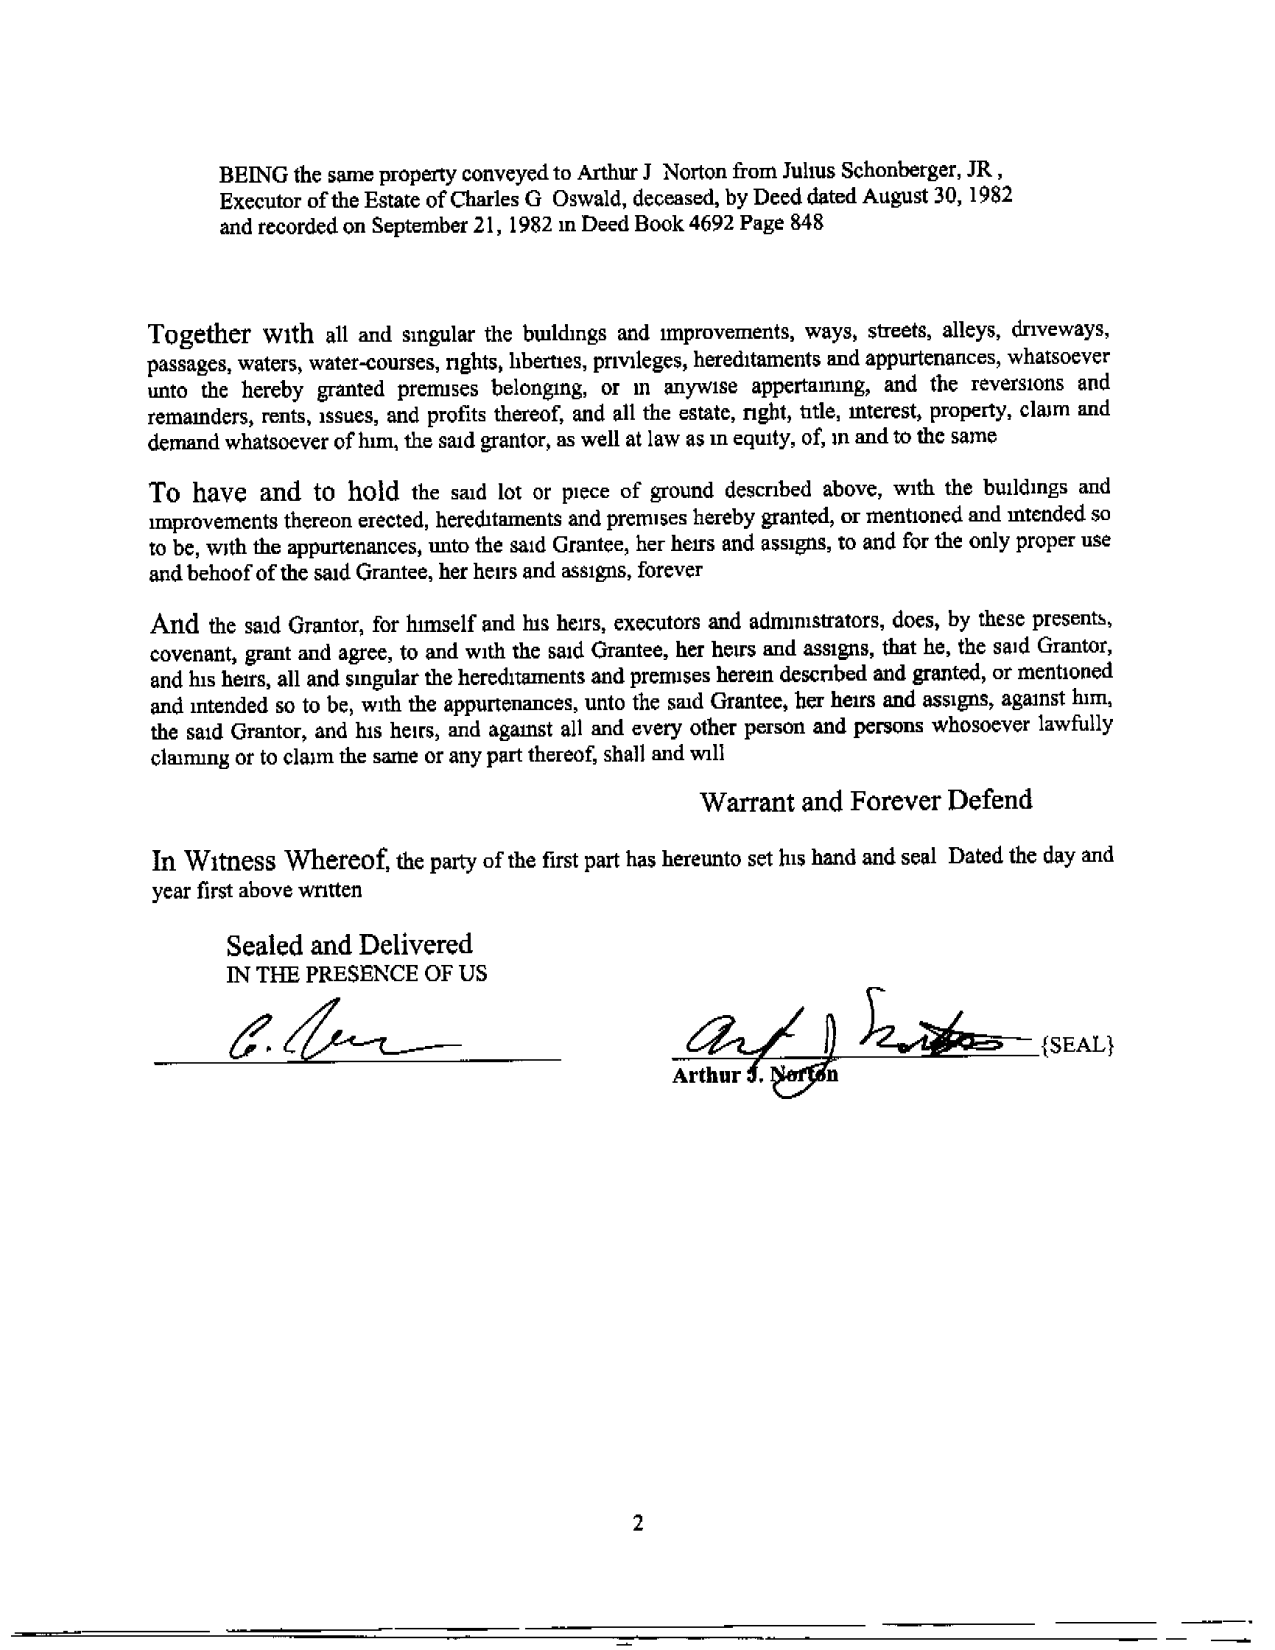 BEING the same property conveyed to Arthur J Norton from Julius Schonberger, JR ,
Executor of the Estate of Charles G Oswald, deceased, by Deed dated August 30, 1982
and recorded on September 21, 1982 in Deed Book 4692 Page 848
Together with all and singular the buildings and improvements, ways, streets, alleys, driveways,
passages, waters, water-courses, rights, liberties, privileges, hereditaments and appurtenances, whatsoever
unto the hereby granted premises belonging, or in anywise appertaining, and the reversions and
remainders, rents, issues, and profits thereof, and all the estate, right, title, interest, property, claim and
demand whatsoever of him, the said grantor, as well at law as in equity, of, in and to the same
To have and to hold the said lot or piece of ground described above, with the buildings and
improvements thereon erected, hereditaments and premises hereby granted, or mentioned and intended so
to be, with the appurtenances, unto the said Grantee, her heirs and assigns, to and for the only proper use
and behoof of the said Grantee, her heirs and assigns, forever
And the said Grantor, for himself and his heirs, executors and administrators, does, by these presents,
covenant, grant and agree, to and with the said Grantee, her heirs and assigns, that he, the said Grantor,
and his heirs, all and singular the hereditaments and premises herein described and granted, or mentioned
and intended so to be, with the appurtenances, unto the said Grantee, her heirs and assigns, against him,
the said Grantor, and his heirs, and against all and every other person and persons whosoever lawfully
claiming or to claim the same or any part thereof, shall and will
Warrant and Forever Defend
In Witness Whereof, the party of the first part has hereunto set his hand and seal Dated the day and
year first above written
Sealed and Delivered
IN THE PRESENCE OF US
{SEAL}
Arthur J. Norton
2